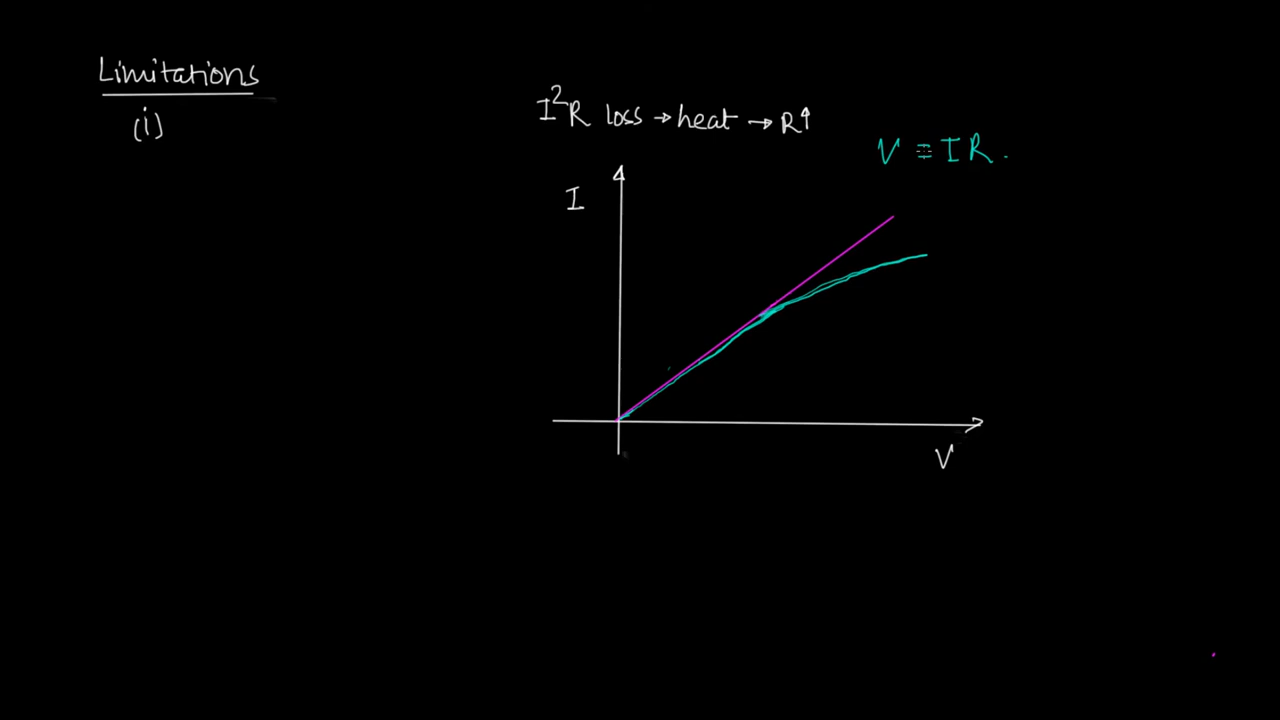 Limitations
(i)
I²R loss → heat → R↑
V ≡ IR.
I
V